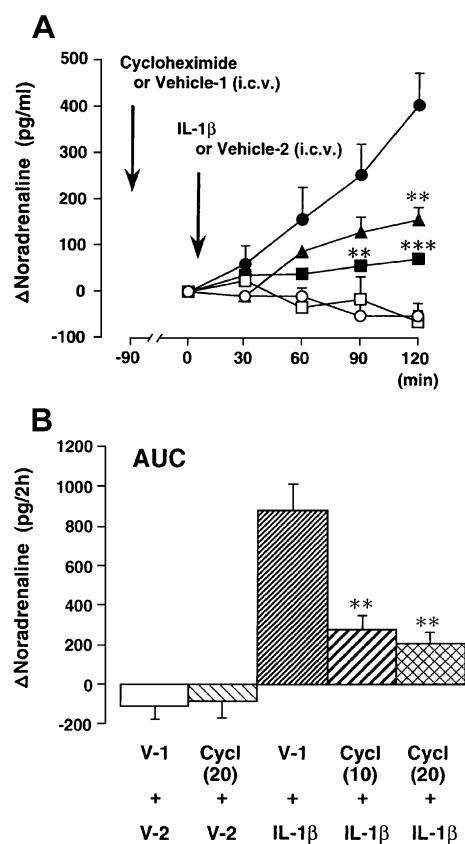 A
ΔNoradrenaline (pg/ml)
500
400
300
200
100
0
-100
Cycloheximide
or Vehicle-1 (i.c.v.)
IL-1β
or Vehicle-2 (i.c.v.)
**
** ***
-90 0 30 60 90 120
(min)
B
AUC
ΔNoradrenaline (pg/2h)
1200
1000
800
600
400
200
0
-200
** **
V-1 Cycl V-1 Cycl Cycl
(20) (10) (20)
+ + + + +
V-2 V-2 IL-1β IL-1β IL-1β